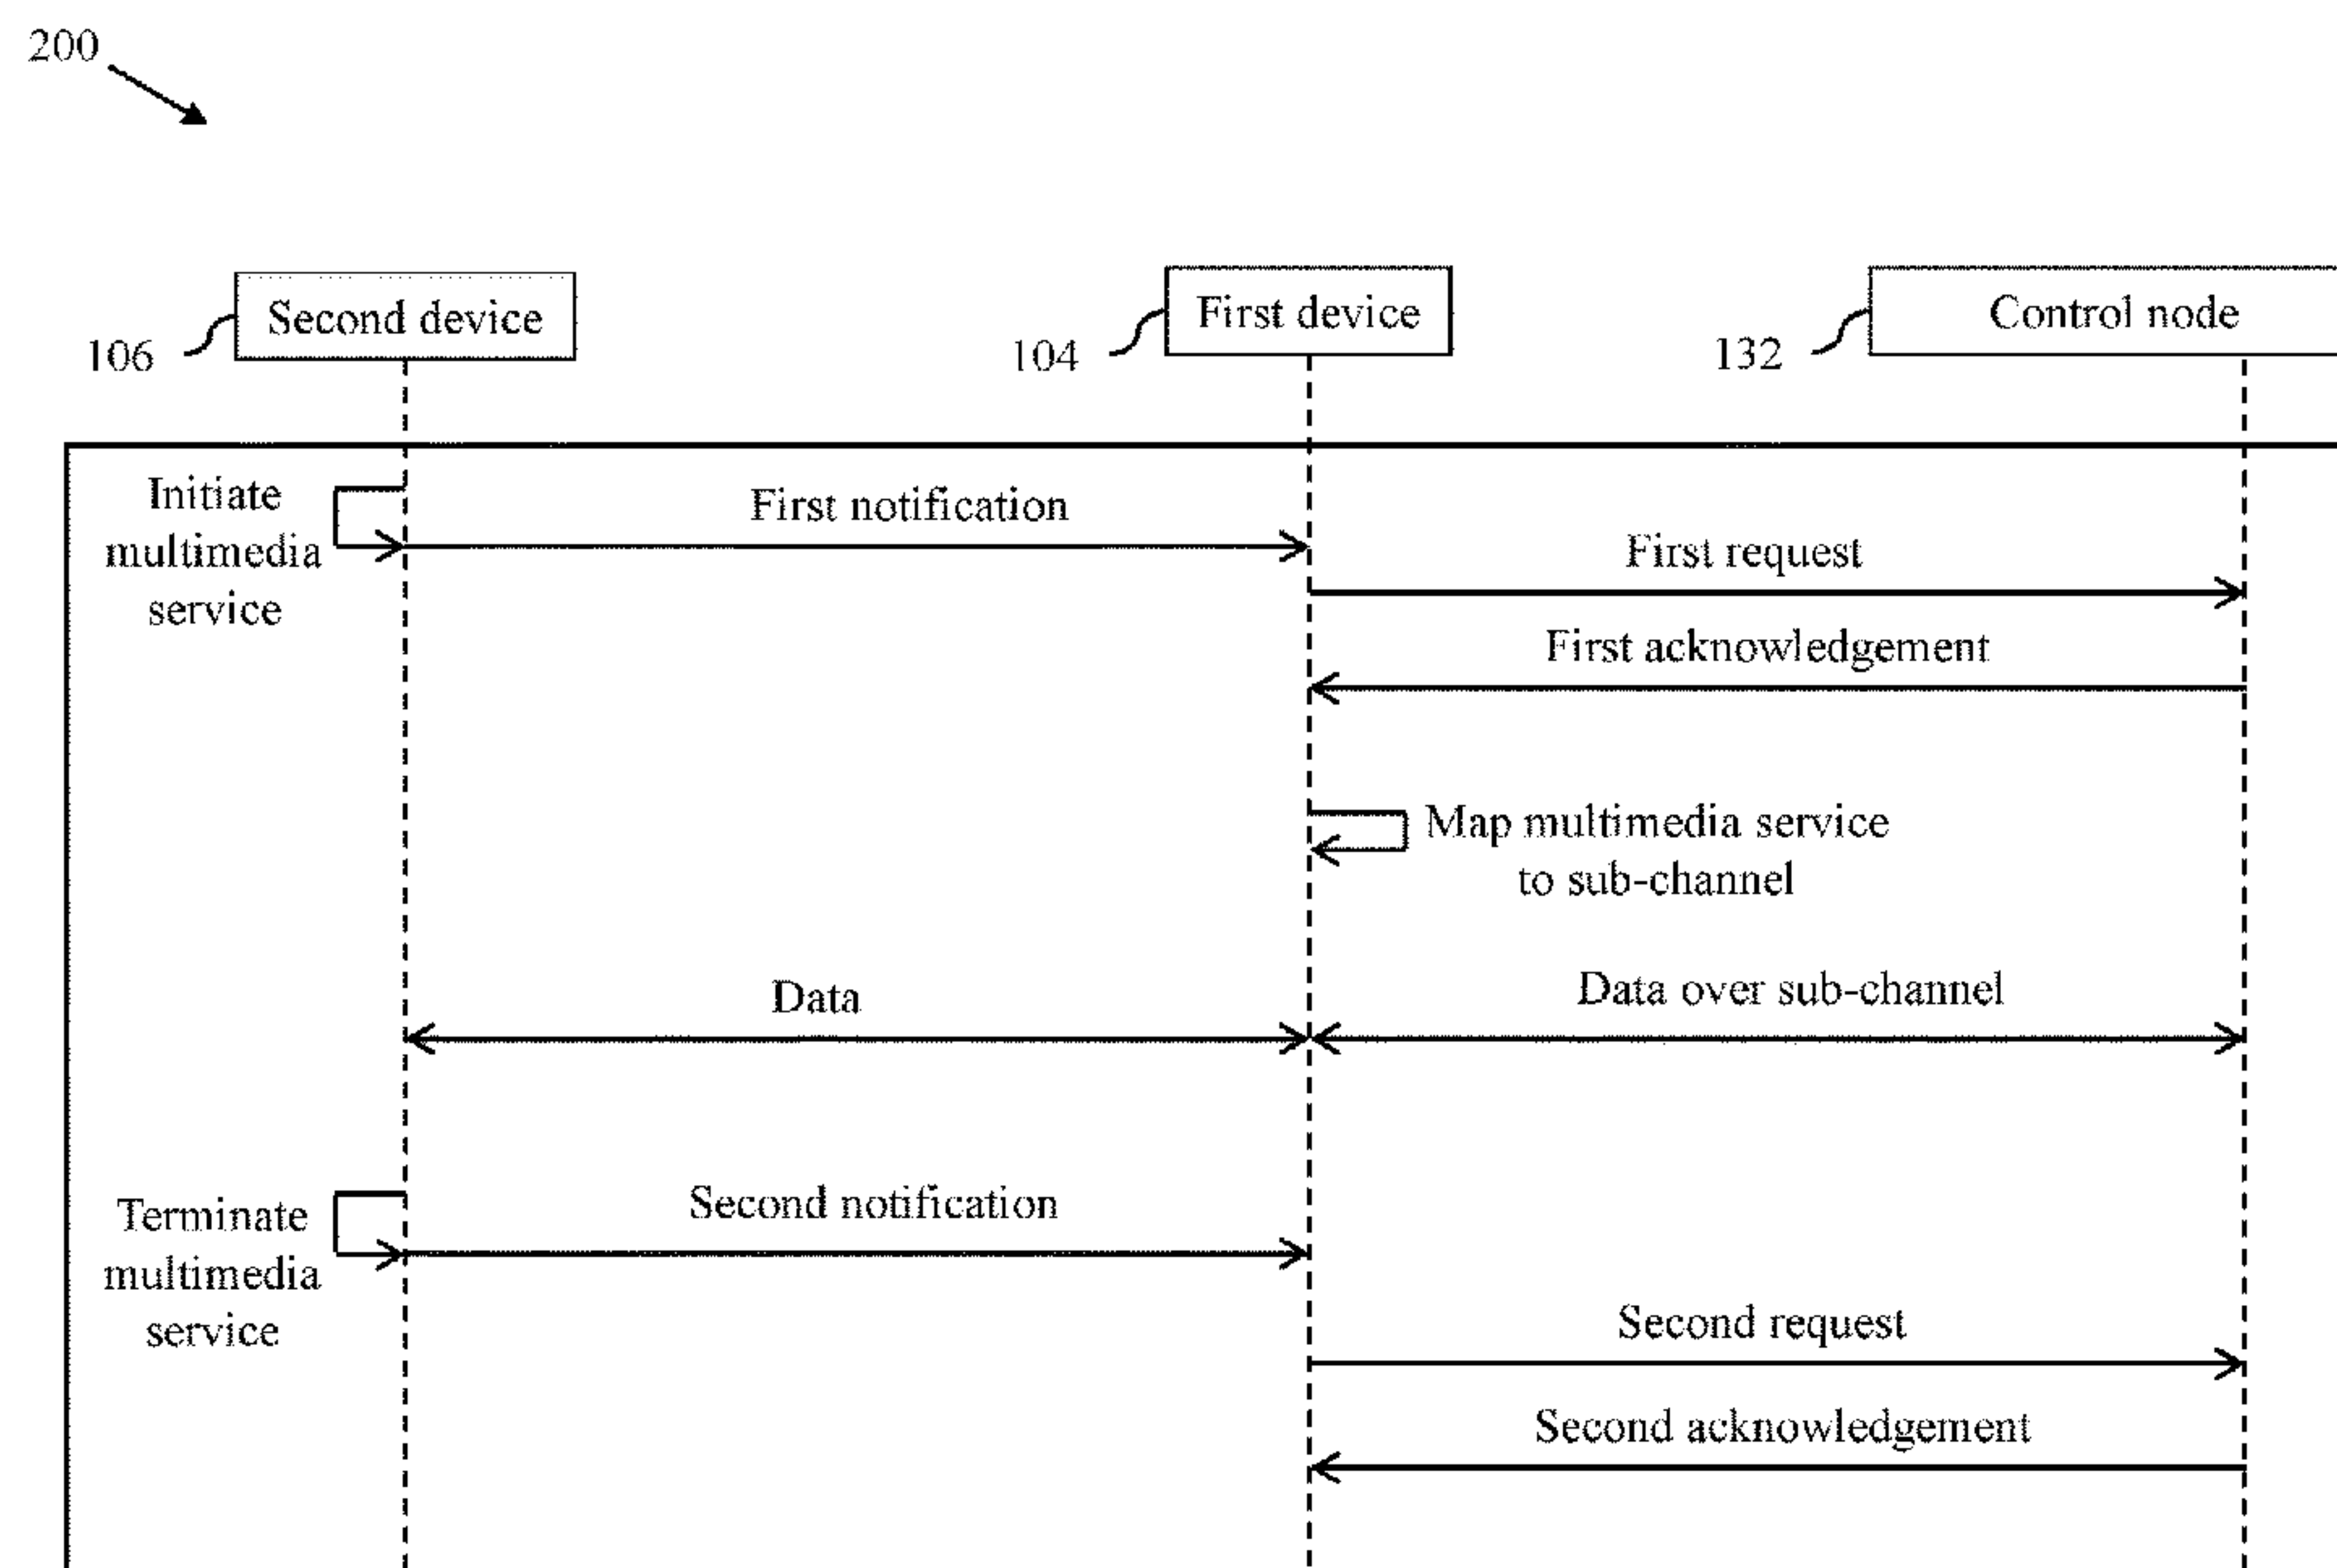 200
Second device
First device
Control node
106
104
132
Initiate
multimedia
service
First notification
First request
First acknowledgement
Map multimedia service
to sub-channel
Data
Data over sub-channel
Terminate
multimedia
service
Second notification
Second request
Second acknowledgement